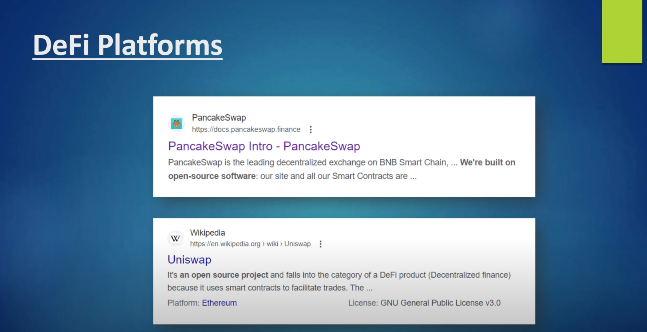 DeFi Platforms
PancakeSwap
https://docs.pancakeswap.finance
PancakeSwap Intro - PancakeSwap
PancakeSwap is the leading decentralized exchange on BNB Smart Chain, ... We're built on
open-source software: our site and all our Smart Contracts are ...
W
Wikipedia
https://en.wikipedia.org › wiki › Uniswap
Uniswap
It's an open source project and falls into the category of a DeFi product (Decentralized finance)
because it uses smart contracts to facilitate trades. The ...
Platform: Ethereum License: GNU General Public License v3.0